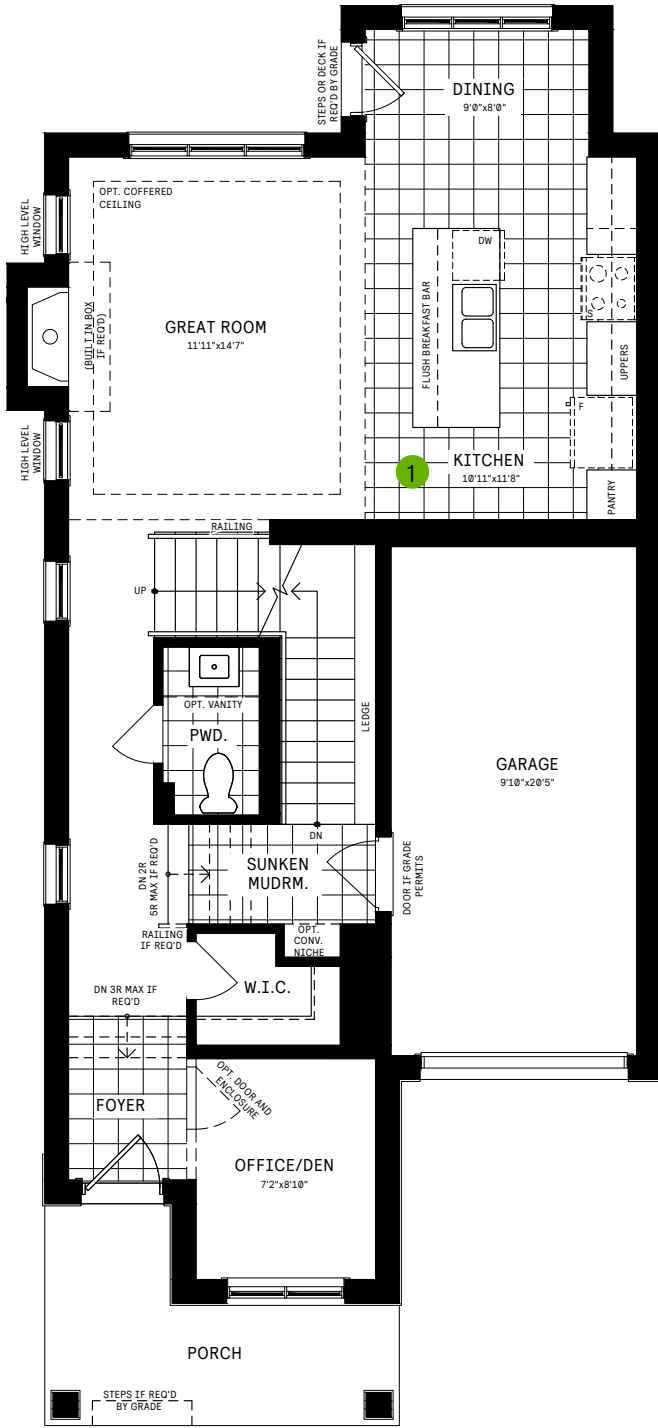 STEPS OR DECK IF
REQ'D BY GRADE
DINING
9'0"x8'0"
OPT. COFFERED
CEILING
HIGH LEVEL
WINDOW
DW
FLUSH BREAKFAST BAR
S
UPPERS
(BUILT IN BOX
IF REQ'D)
GREAT ROOM
11'11"x14'7"
F
HIGH LEVEL
WINDOW
1
KITCHEN
10'11"x11'8"
PANTRY
RAILING
UP
LEDGE
OPT. VANITY
PWD.
GARAGE
9'10"x20'5"
DN
DN 2R
5R MAX IF REQ'D
SUNKEN
MUDRM.
DOOR IF GRADE
PERMITS
RAILING
IF REQ'D
OPT.
CONV.
NICHE
W.I.C.
DN 3R MAX IF
REQ'D
OPT. DOOR AND
ENCLOSURE
FOYER
OFFICE/DEN
7'2"x8'10"
PORCH
STEPS IF REQ'D
BY GRADE